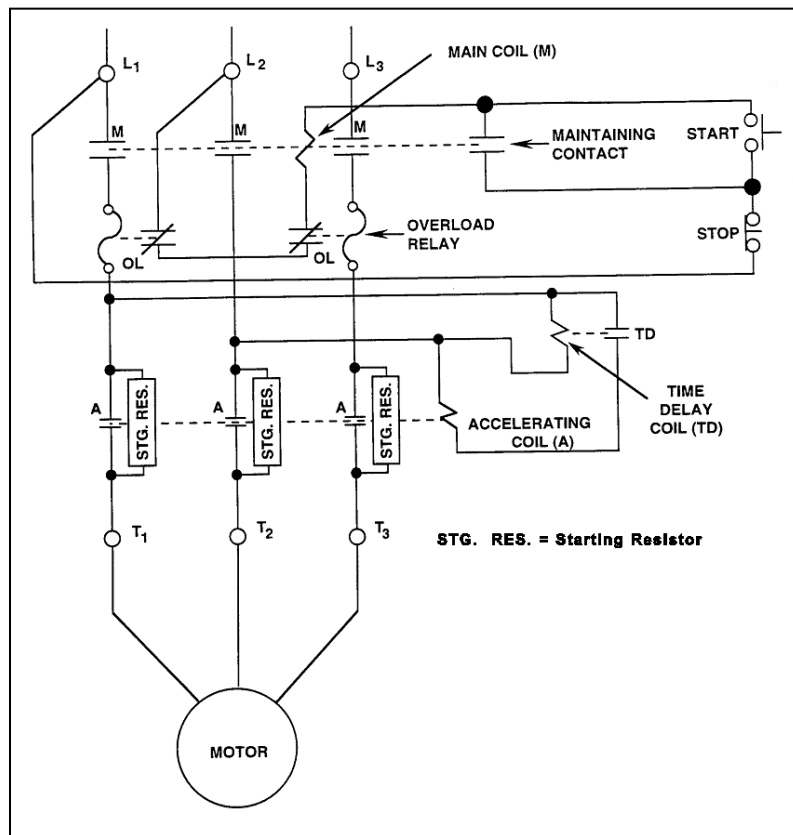 L1
L2
L3
MAIN COIL (M)
M
M
M
START
MAINTAINING
CONTACT
OVERLOAD
RELAY
STOP
OL
OL
TD
TIME
DELAY
COIL (TD)
A
STG. RES.
A
STG. RES.
A
STG. RES.
ACCELERATING
COIL (A)
T1
T2
T3
STG. RES. = Starting Resistor
MOTOR